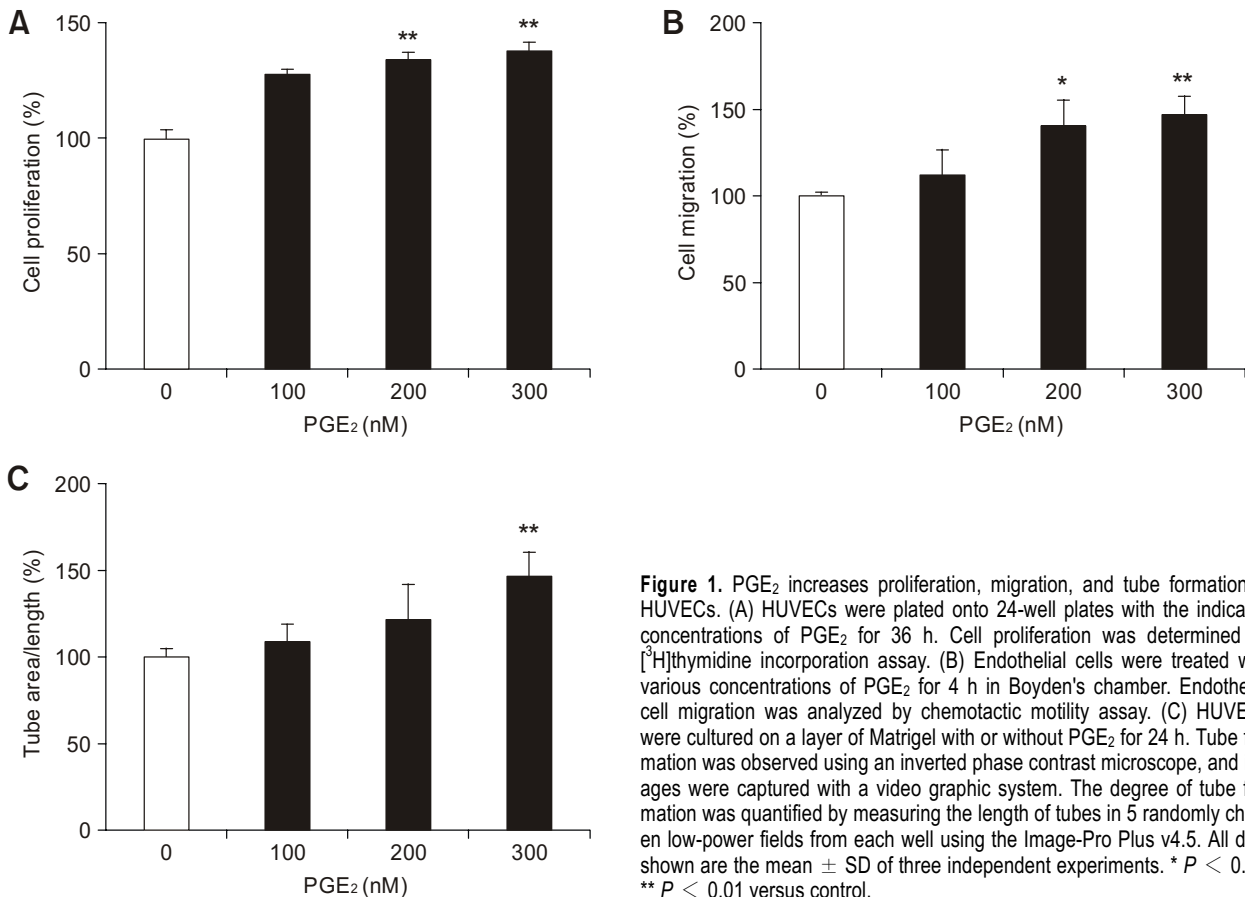 A
150
100
50
0
Cell proliferation (%)
**
**
0 100 200 300
PGE₂ (nM)
B
200
150
100
50
0
Cell migration (%)
*
**
0 100 200 300
PGE₂ (nM)
C
200
150
100
50
0
Tube area/length (%)
**
0 100 200 300
PGE₂ (nM)
Figure 1. PGE₂ increases proliferation, migration, and tube formation
HUVECs. (A) HUVECs were plated onto 24-well plates with the indica
concentrations of PGE₂ for 36 h. Cell proliferation was determined
[³H]thymidine incorporation assay. (B) Endothelial cells were treated w
various concentrations of PGE₂ for 4 h in Boyden's chamber. Endothe
cell migration was analyzed by chemotactic motility assay. (C) HUVE
were cultured on a layer of Matrigel with or without PGE₂ for 24 h. Tube
mation was observed using an inverted phase contrast microscope, and
ages were captured with a video graphic system. The degree of tube f
mation was quantified by measuring the length of tubes in 5 randomly ch
en low-power fields from each well using the Image-Pro Plus v4.5. All d
shown are the mean ± SD of three independent experiments. * P < 0.
** P < 0.01 versus control.